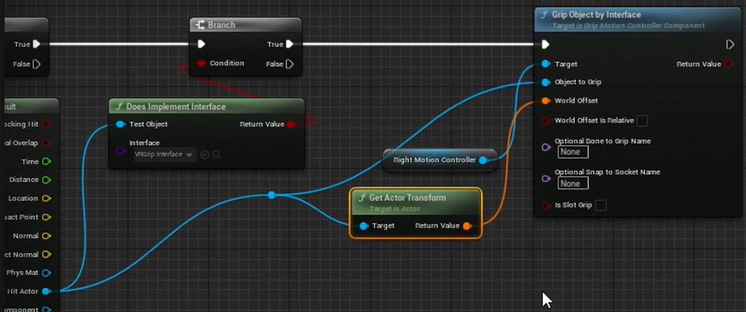 True
False
Branch
Condition
True
False
Grip Object by Interface
Target is Grip Motion Controller Component
Target
Return Value
Object to Grip
World Offset
World Offset Is Relative
Optional Bone to Grip Name
None
Optional Snap to Socket Name
None
Is Slot Grip
Does Implement Interface
Test Object
Return Value
Interface
VRGrip Interface
Right Motion Controller
Get Actor Transform
Target is Actor
Target
Return Value
ault
ocking Hit
ial Overlap
Time
Distance
Location
pact Point
Normal
ct Normal
Phys Mat
Hit Actor
mponent